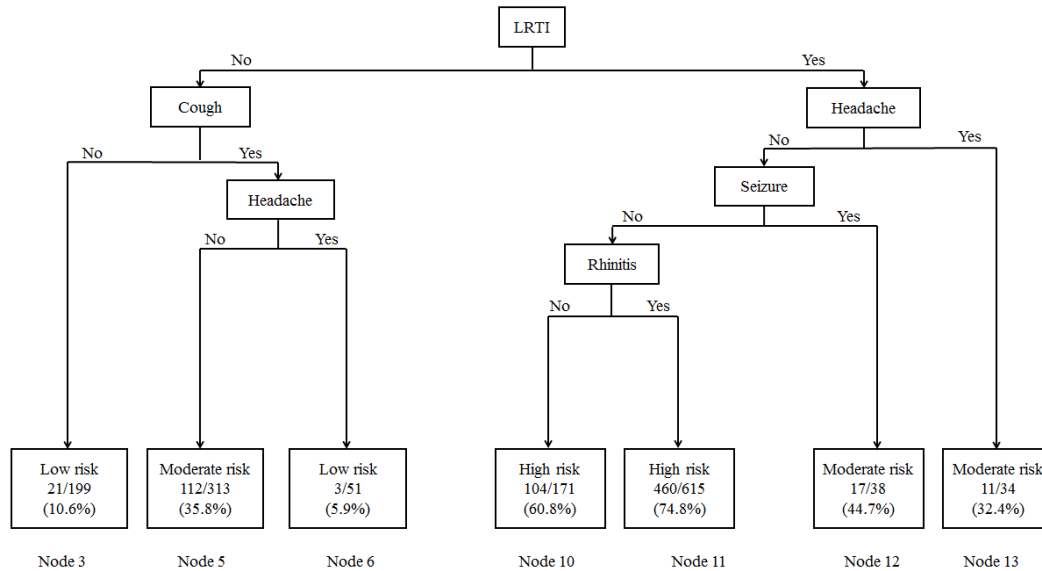 LRTI
No
Yes
Cough
Headache
No
Yes
No
Yes
Headache
Seizure
No
Yes
No
Yes
Rhinitis
No
Yes
Low risk
21/199
(10.6%)
Moderate risk
112/313
(35.8%)
Low risk
3/51
(5.9%)
High risk
104/171
(60.8%)
High risk
460/615
(74.8%)
Moderate risk
17/38
(44.7%)
Moderate risk
11/34
(32.4%)
Node 3
Node 5
Node 6
Node 10
Node 11
Node 12
Node 13